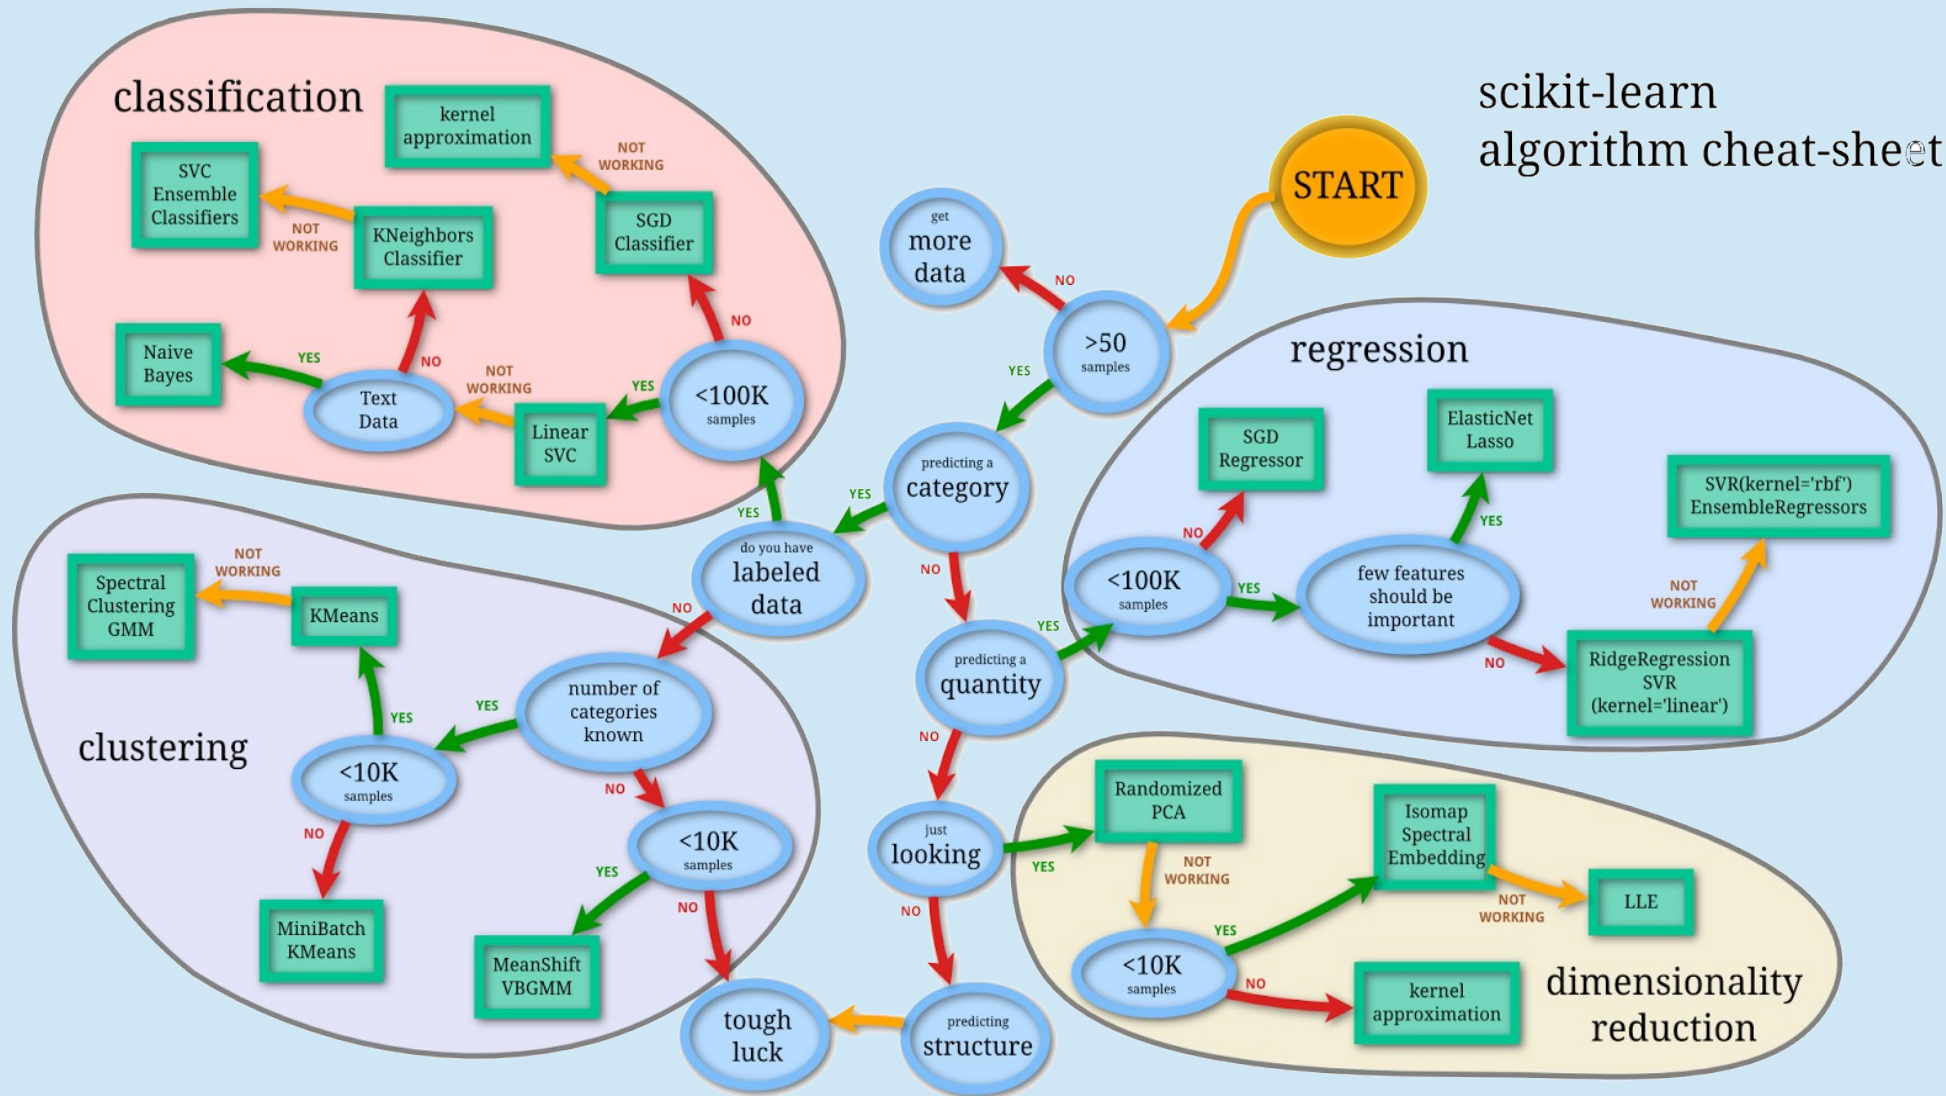 scikit-learn
algorithm cheat-sheet
START
get
more
data
NO
>50
samples
YES
predicting a
category
YES
NO
do you have
labeled
data
YES
NO
predicting a
quantity
YES
NO
just
looking
YES
NO
predicting
structure
tough
luck
classification
kernel
approximation
NOT
WORKING
SVC
Ensemble
Classifiers
NOT
WORKING
KNeighbors
Classifier
SGD
Classifier
NO
Naive
Bayes
YES
NO
Text
Data
NOT
WORKING
Linear
SVC
YES
<100K
samples
regression
SGD
Regressor
ElasticNet
Lasso
SVR(kernel='rbf')
EnsembleRegressors
NO
YES
<100K
samples
YES
few features
should be
important
NOT
WORKING
NO
RidgeRegression
SVR
(kernel='linear')
clustering
Spectral
Clustering
GMM
NOT
WORKING
KMeans
number of
categories
known
YES
YES
<10K
samples
NO
NO
<10K
samples
YES
NO
MiniBatch
KMeans
MeanShift
VBGMM
dimensionality
reduction
Randomized
PCA
NOT
WORKING
Isomap
Spectral
Embedding
NOT
WORKING
LLE
YES
<10K
samples
NO
kernel
approximation